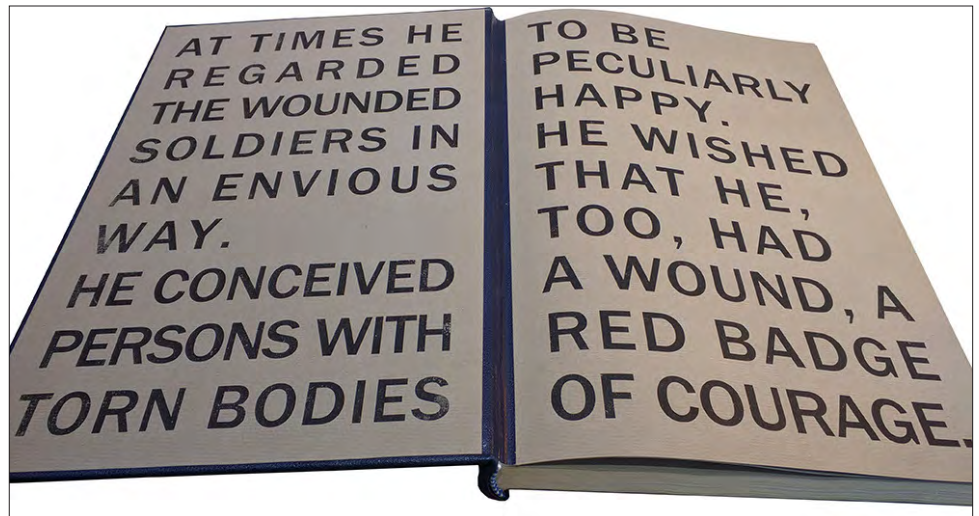 AT TIMES HE
REGARDED
THE WOUNDED
SOLDIERS IN
AN ENVIOUS
WAY.
HE CONCEIVED
PERSONS WITH
TORN BODIES
TO BE
PECULIARLY
HAPPY.
HE WISHED
THAT HE,
TOO, HAD
A WOUND, A
RED BADGE
OF COURAGE.